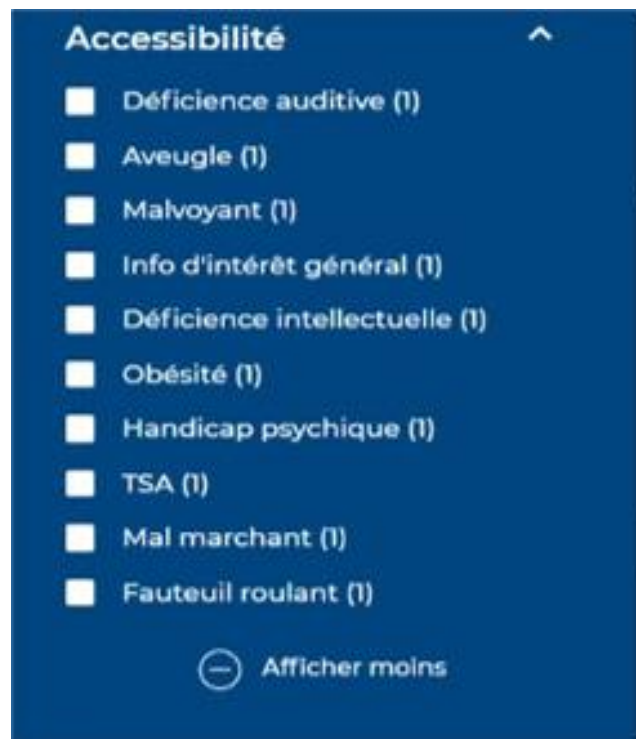 Accessibilité
Déficience auditive (1)
Aveugle (1)
Malvoyant (1)
Info d'intérêt général (1)
Déficience intellectuelle (1)
Obésité (1)
Handicap psychique (1)
TSA (1)
Mal marchant (1)
Fauteuil roulant (1)
Afficher moins